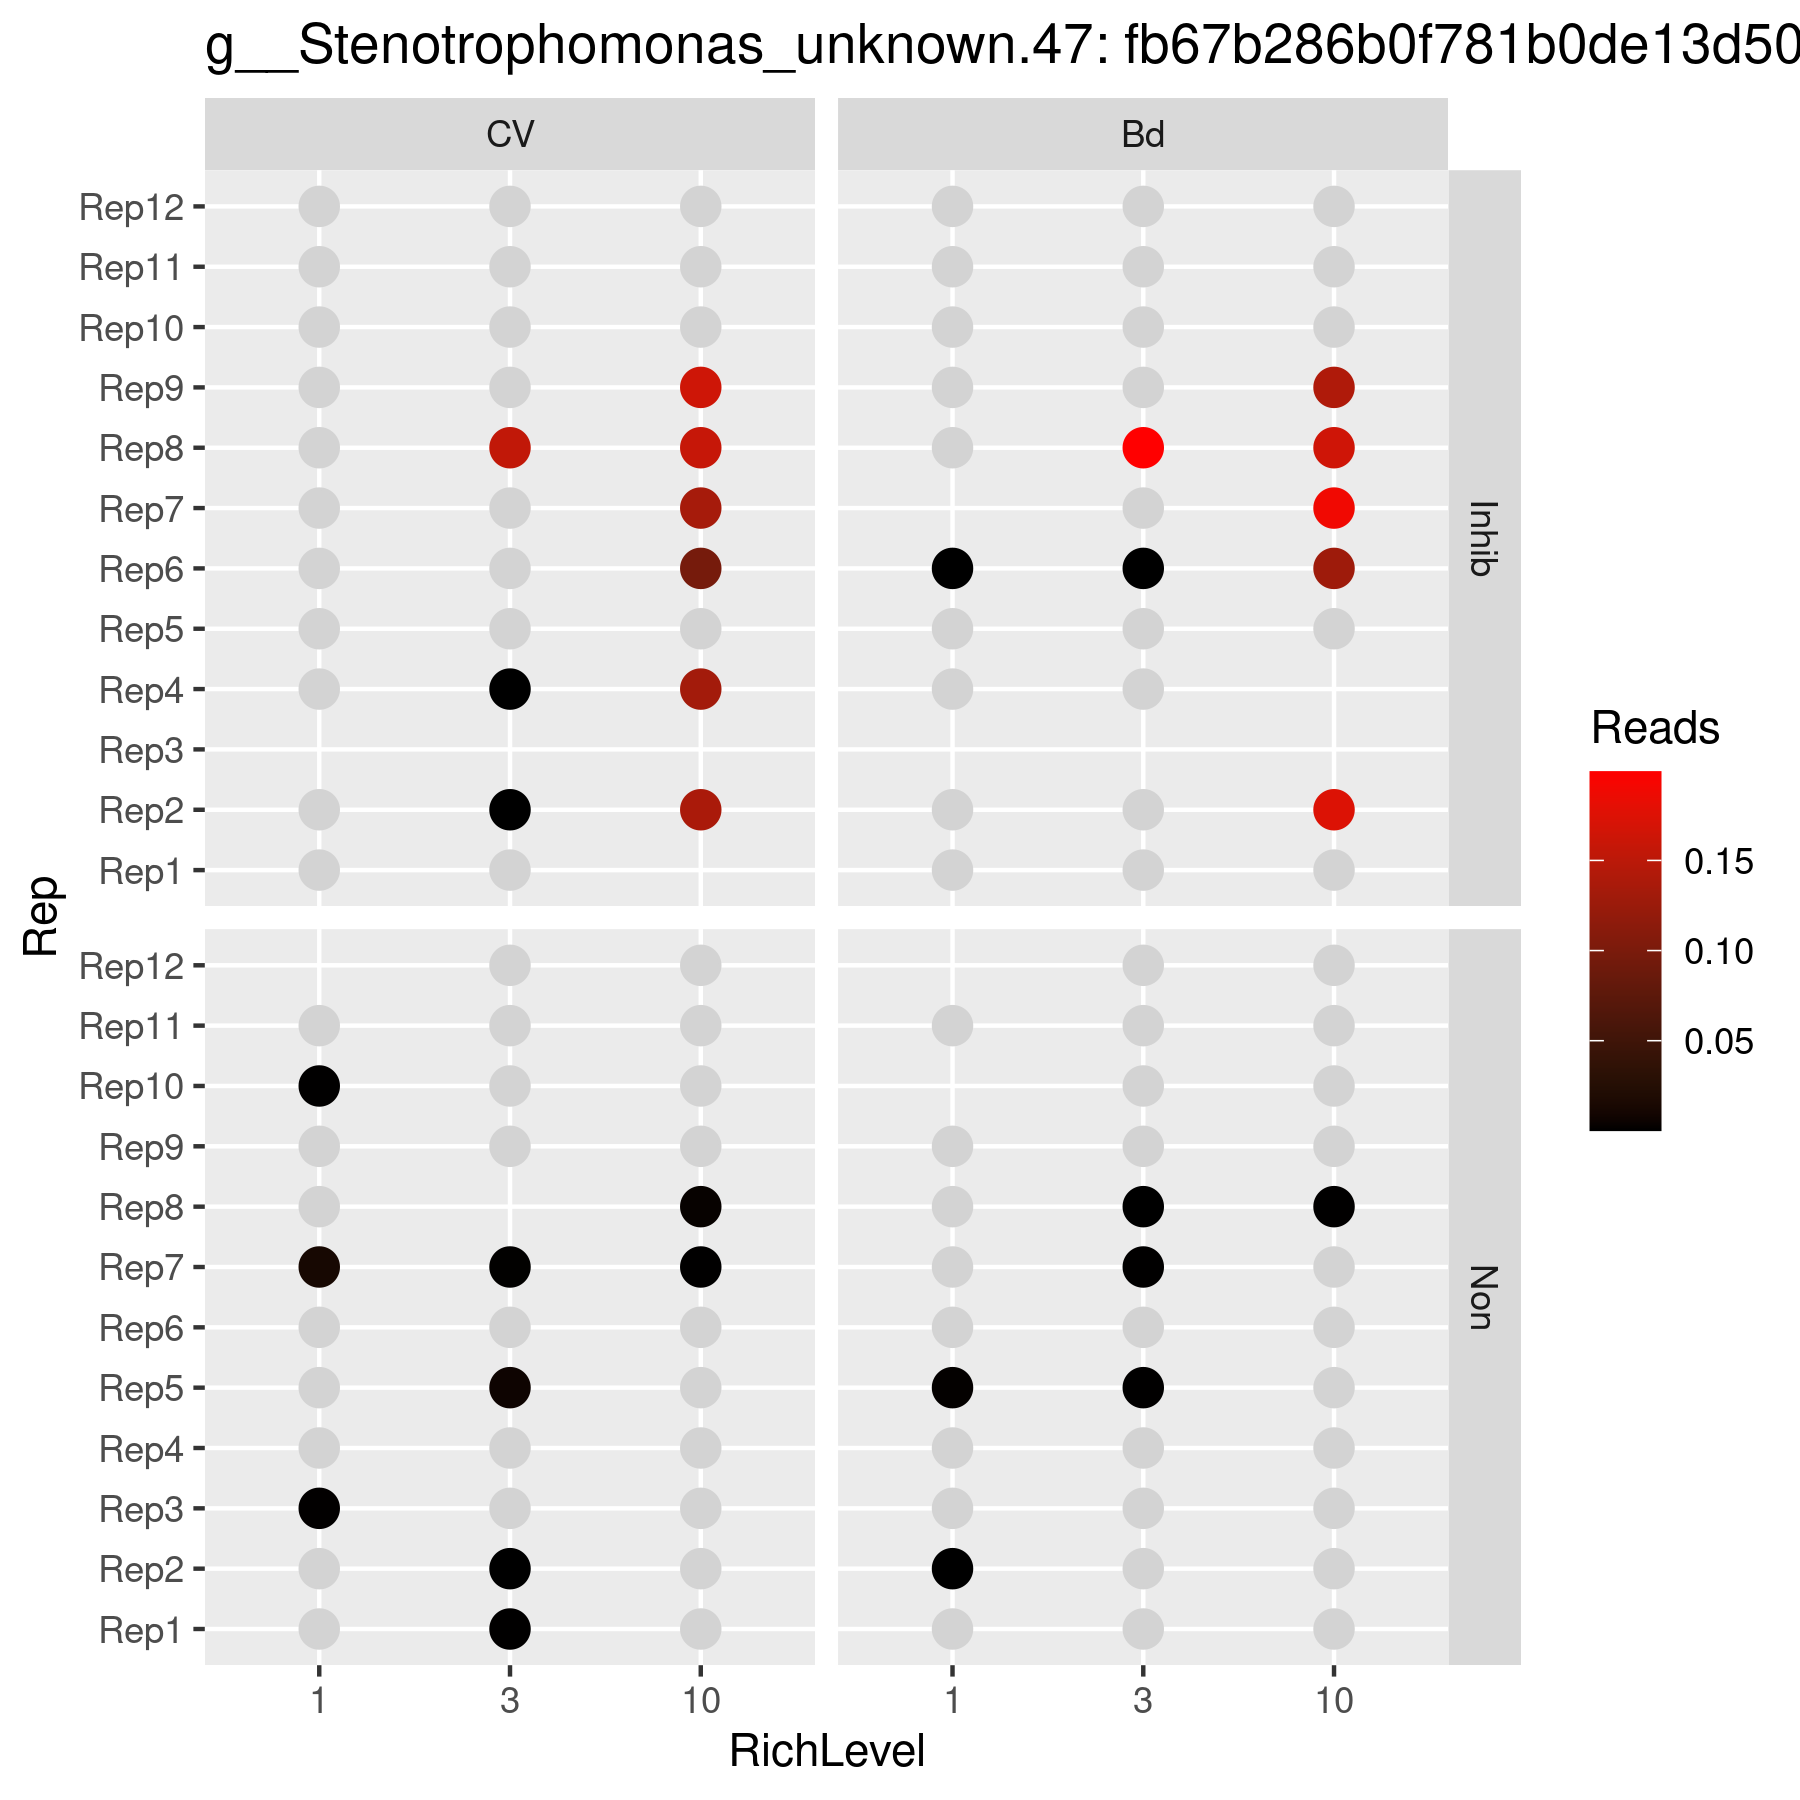 g__Stenotrophomonas_unknown.47: fb67b286b0f781b0de13d50
CV
Bd
Rep12
Rep11
Rep10
Rep9
Rep8
Rep7
Rep6
Rep5
Rep4
Rep3
Rep2
Rep1
Inhib
Rep12
Rep11
Rep10
Rep9
Rep8
Rep7
Rep6
Rep5
Rep4
Rep3
Rep2
Rep1
Non
Rep
1 3 10
1 3 10
RichLevel
Reads
0.15
0.10
0.05